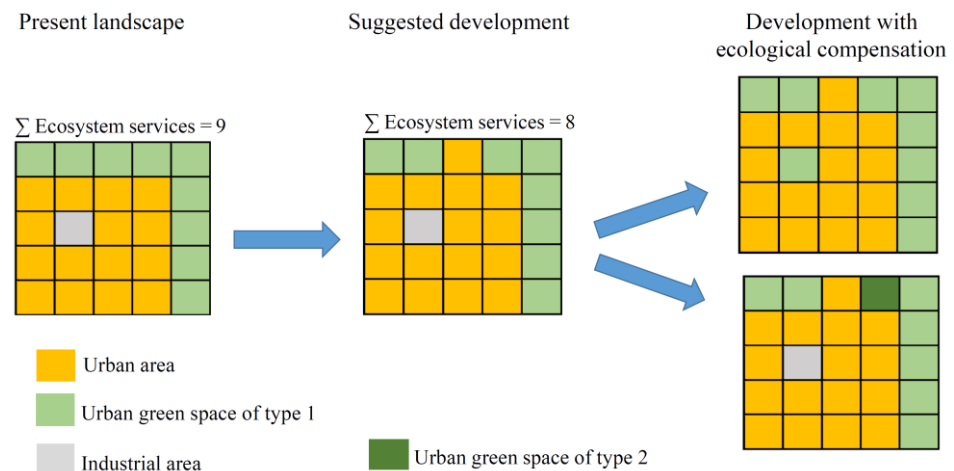 Present landscape
Suggested development
Development with
ecological compensation
∑ Ecosystem services = 9
∑ Ecosystem services = 8
Urban area
Urban green space of type 1
Industrial area
Urban green space of type 2